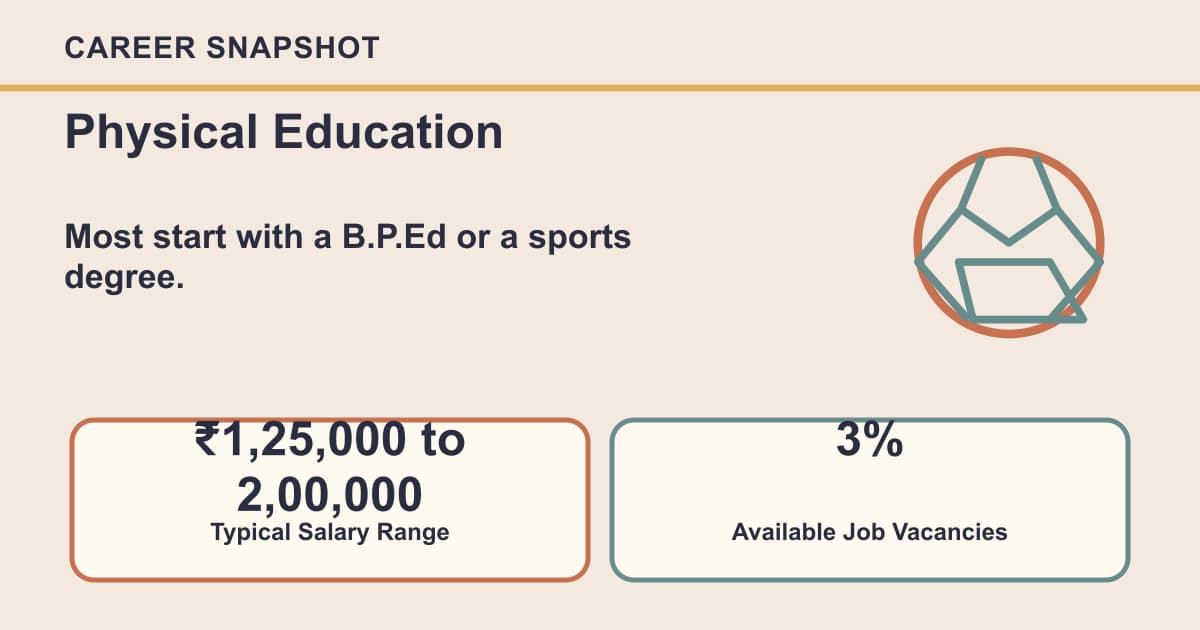 CAREER SNAPSHOT
Physical Education
Most start with a B.P.Ed or a sports
degree.
₹1,25,000 to
2,00,000
Typical Salary Range
3%
Available Job Vacancies